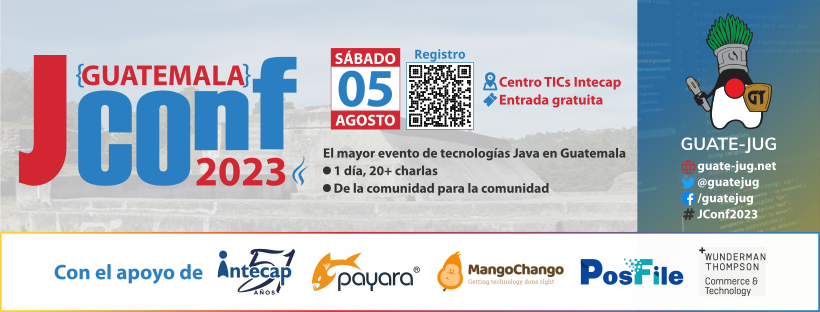 {GUATEMALA}
Jconf
2023
SÁBADO
05
AGOSTO
Registro
Centro TICs Intecap
Entrada gratuita
El mayor evento de tecnologías Java en Guatemala
1 día, 20+ charlas
De la comunidad para la comunidad
GT
GUATE-JUG
guate-jug.net
@guatejug
/guatejug
#JConf2023
Con el apoyo de
intecap
51
AÑOS
payara®
MangoChango
Getting technology done right
PosFile
WUNDERMAN
THOMPSON
Commerce &
Technology